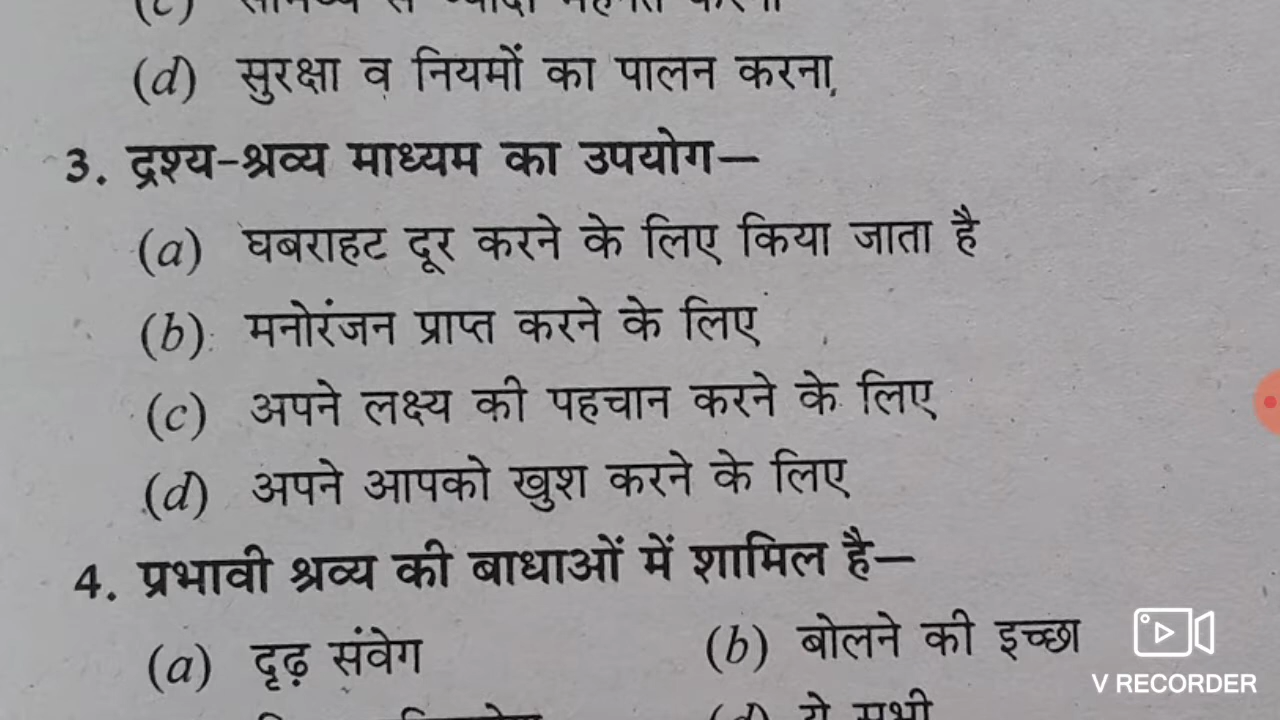 (d) सुरक्षा व नियमों का पालन करना,
3. द्रश्य-श्रव्य माध्यम का उपयोग—
(a) घबराहट दूर करने के लिए किया जाता है
(b) मनोरंजन प्राप्त करने के लिए
(c) अपने लक्ष्य की पहचान करने के लिए
(d) अपने आपको खुश करने के लिए
4. प्रभावी श्रव्य की बाधाओं में शामिल है—
(a) दृढ़ संवेग (b) बोलने की इच्छा
(d) ये सभी
V RECORDER